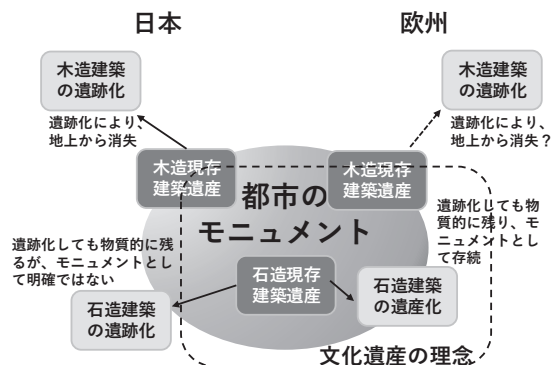 日本
欧州
木造建築
の遺跡化
木造建築
の遺跡化
遺跡化により、
地上から消失
遺跡化により、
地上から消失？
木造現存
建築遺産
木造現存
建築遺産
都市の
モニュメント
遺跡化しても物
質的に残り、モ
ニュメントとし
て存続
遺跡化しても物質的に残
るが、モニュメントとし
て明確ではない
石造現存
建築遺産
石造建築
の遺産化
石造建築
の遺跡化
文化遺産の理念